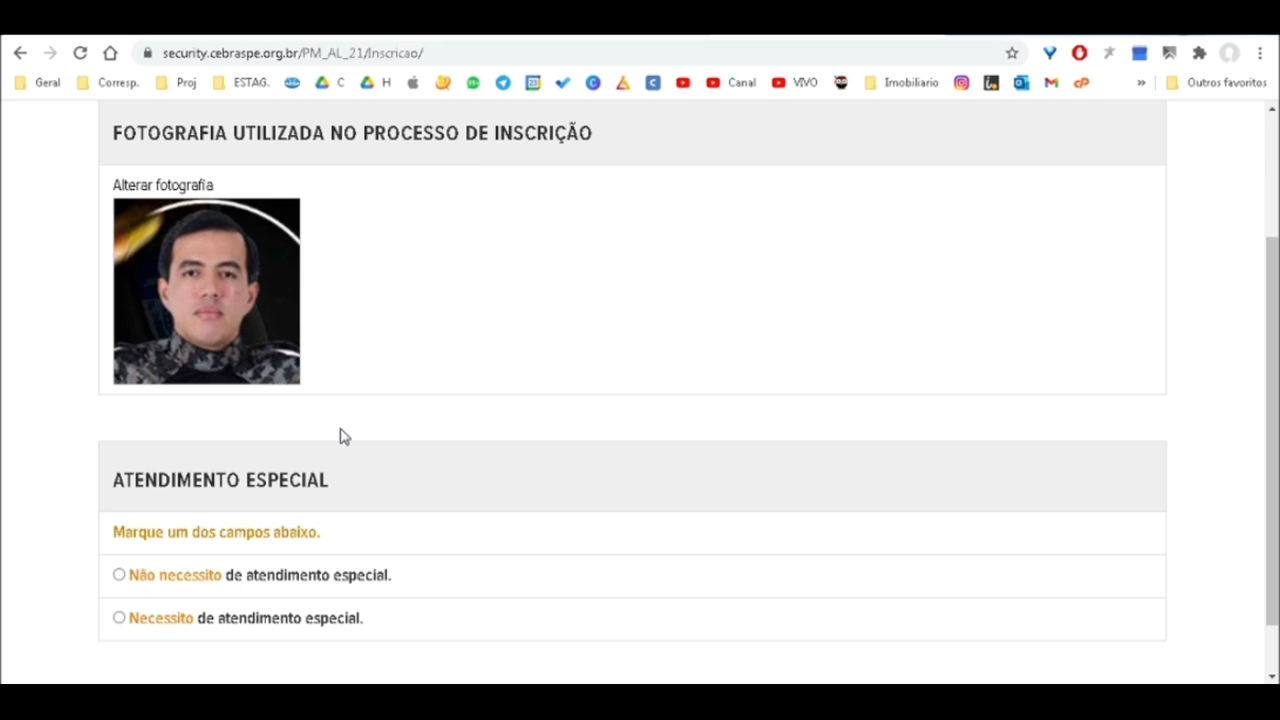 security.cebraspe.org.br/PM_AL_21/Inscricao/
Geral Corresp. Proj ESTAG. C H Canal VIVO Imobiliario Outros favoritos
FOTOGRAFIA UTILIZADA NO PROCESSO DE INSCRIÇÃO
Alterar fotografia
ATENDIMENTO ESPECIAL
Marque um dos campos abaixo.
Não necessito de atendimento especial.
Necessito de atendimento especial.